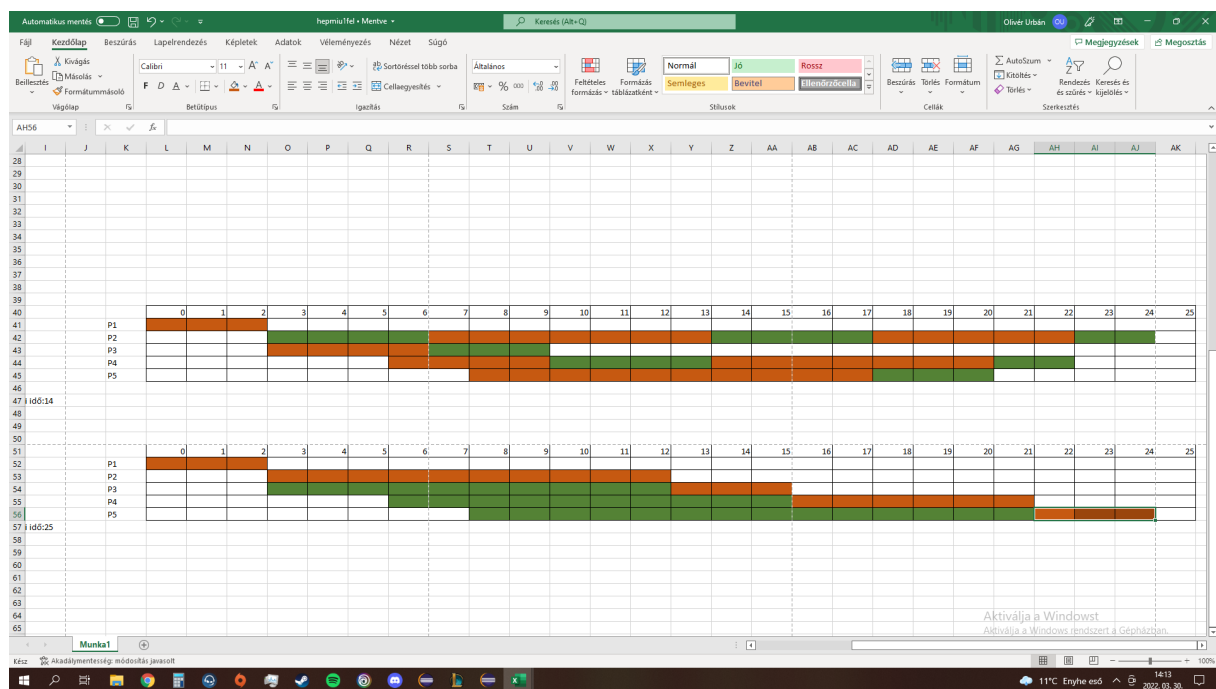 Automatikus mentés hepmiu1fel • Mentve Keresés (Alt+Q) Olivér Urbán OU
Fájl Kezdőlap Beszúrás Lapelrendezés Képletek Adatok Véleményezés Nézet Súgó Megjegyzések Megosztás
Beillesztés Kivágás Másolás Formátummásoló
Calibri 11 F D A
Sortöréssel több sorba Cellaegyesítés
Általános % 000
Feltételes formázás Formázás táblázatként
Normál Jó Rossz
Semleges Bevitel Ellenőrzőcella
Beszúrás Törlés Formátum
AutoSzum Kitöltés Törlés Rendezés és szűrés Keresés és kijelölés
Vágólap Betűtípus Igazítás Szám Stílusok Cellák Szerkesztés
AH56 fx
I J K L M N O P Q R S T U V W X Y Z AA AB AC AD AE AF AG AH AI AJ AK
28
29
30
31
32
33
34
35
36
37
38
39
40 0 1 2 3 4 5 6 7 8 9 10 11 12 13 14 15 16 17 18 19 20 21 22 23 24 25
41 P1
42 P2
43 P3
44 P4
45 P5
46
47 i idő:14
48
49
50
51 0 1 2 3 4 5 6 7 8 9 10 11 12 13 14 15 16 17 18 19 20 21 22 23 24 25
52 P1
53 P2
54 P3
55 P4
56 P5
57 i idő:25
58
59
60
61
62
63
64 Aktiválja a Windowst
65 Aktiválja a Windows rendszert a Gépházban.
Munka1
Kész Akadálymentesség: módosítás javasolt 100%
11°C Enyhe eső 14:13
2022. 03. 30.